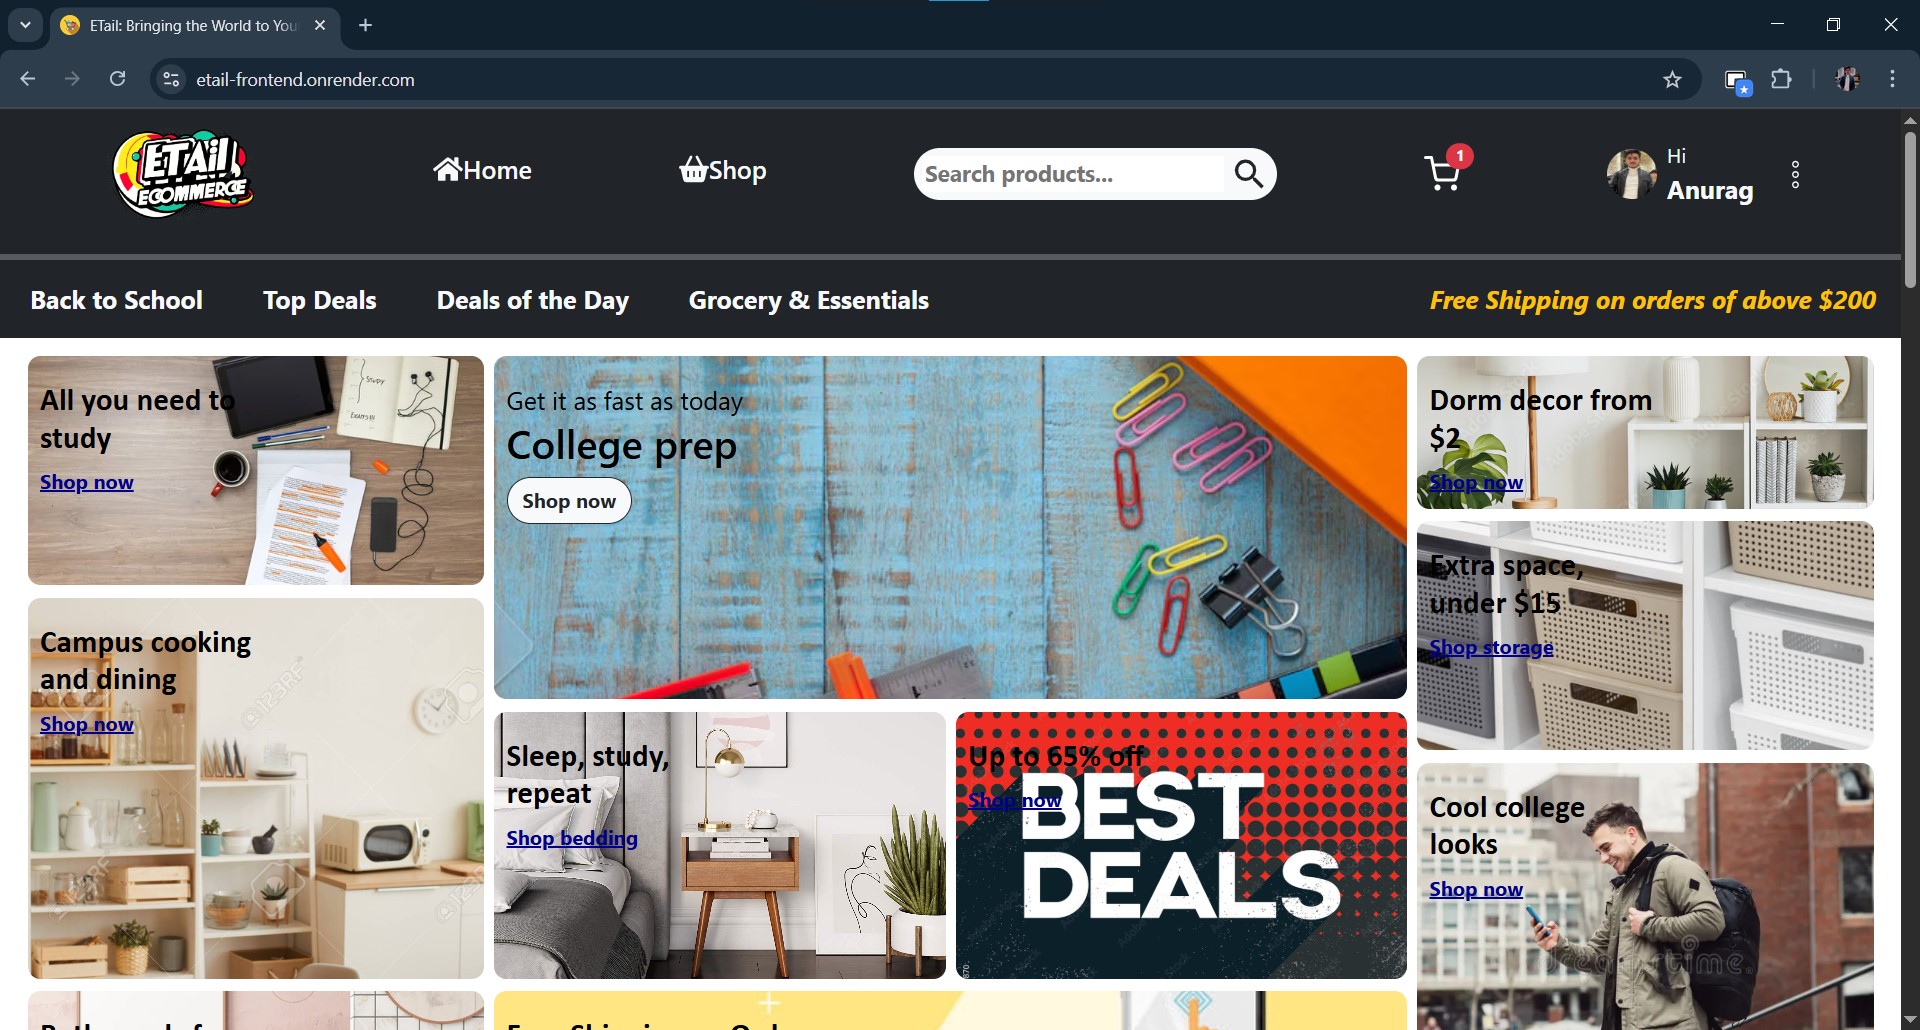 ETail: Bringing the World to You
etail-frontend.onrender.com
ETAIL
ECOMMERCE
Home
Shop
Search products...
1
Hi
Anurag
Back to School
Top Deals
Deals of the Day
Grocery & Essentials
Free Shipping on orders of above $200
All you need to
study
Shop now
Study
Get it as fast as today
College prep
Shop now
Dorm decor from
$2
Shop now
Extra space,
under $15
Shop storage
Campus cooking
and dining
Shop now
123RF
Sleep, study,
repeat
Shop bedding
Up to 65% off
Shop now
BEST
DEALS
Cool college
looks
Shop now
dreamstime.